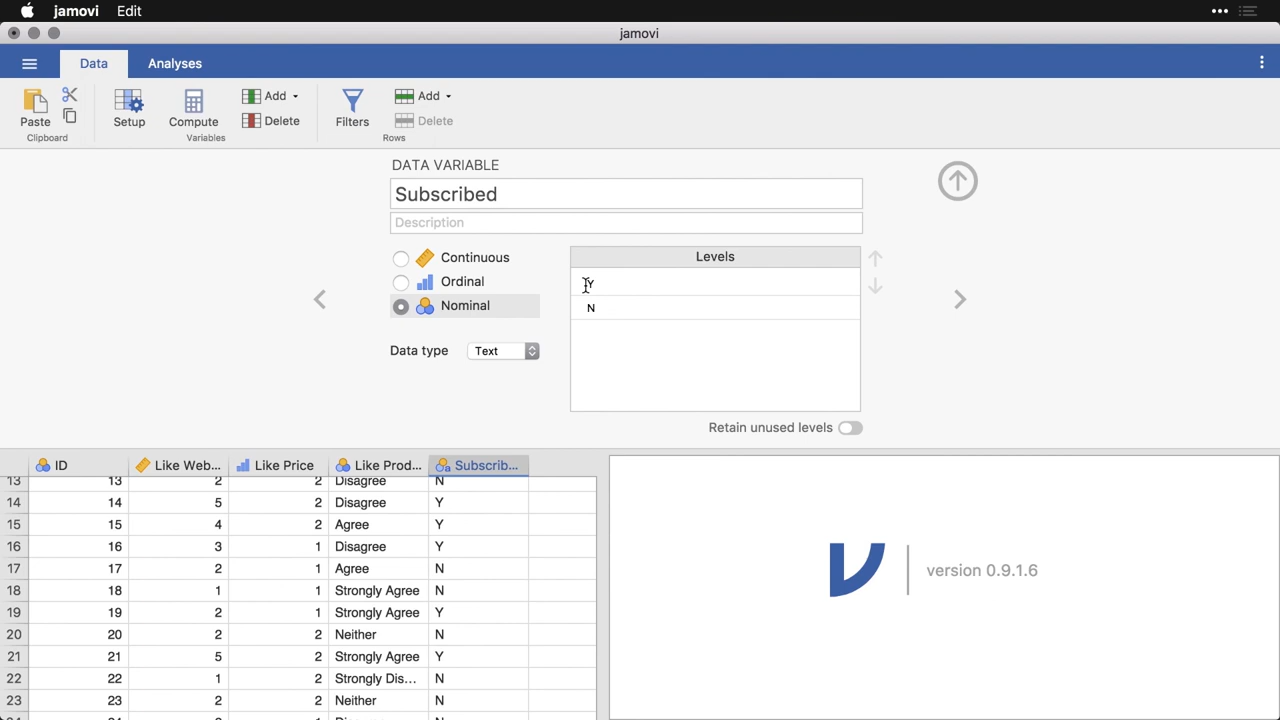 jamovi Edit
jamovi
Data Analyses
Paste Setup Compute Add Delete Filters Add Delete
Clipboard Variables Rows
DATA VARIABLE
Subscribed
Description
Continuous
Ordinal
Nominal
Data type Text
Levels
Y
N
Retain unused levels
ID Like Web... Like Price Like Prod... Subscrib...
13 13 2 2 Disagree N
14 14 5 2 Disagree Y
15 15 4 2 Agree Y
16 16 3 1 Disagree Y
17 17 2 1 Agree N
18 18 1 1 Strongly Agree N
19 19 2 1 Strongly Agree Y
20 20 2 2 Neither N
21 21 5 2 Strongly Agree Y
22 22 1 2 Strongly Dis... N
23 23 2 2 Neither N
version 0.9.1.6